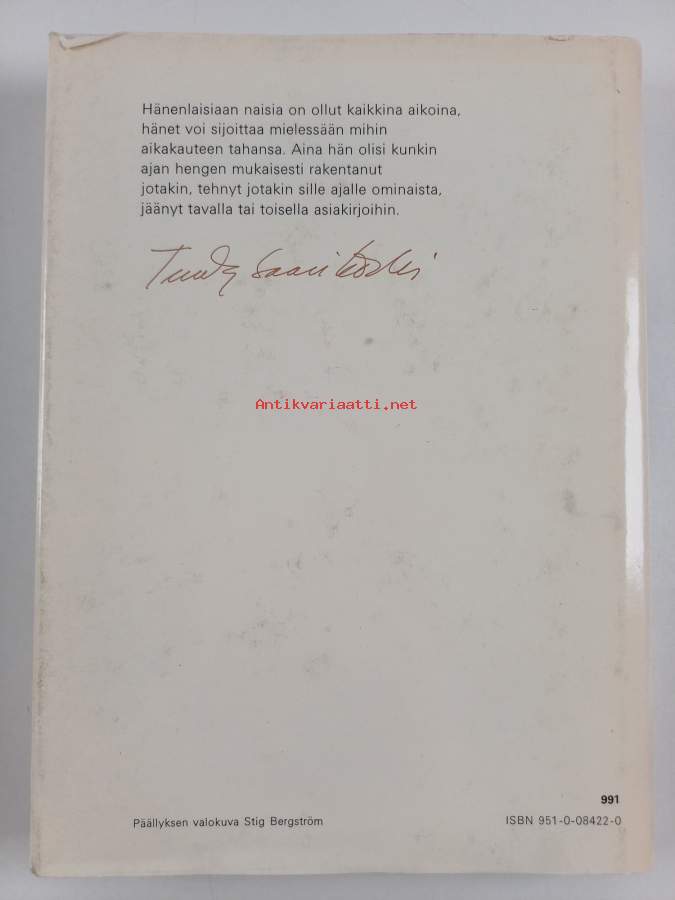 Hänenlaisiaan naisia on ollut kaikkina aikoina,
hänet voi sijoittaa mielessään mihin
aikakauteen tahansa. Aina hän olisi kunkin
ajan hengen mukaisesti rakentanut
jotakin, tehnyt jotakin sille ajalle ominaista,
jäänyt tavalla tai toisella asiakirjoihin.
Tuula Saarikoski
Antikvariaatti.net
991
Päällyksen valokuva Stig Bergström
ISBN 951-0-08422-0